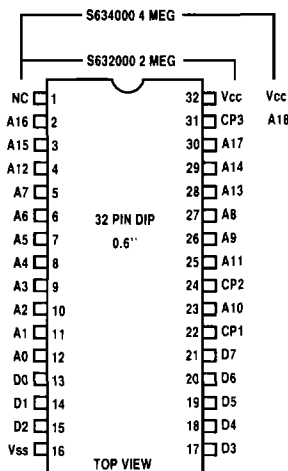 S634000 4 MEG
S632000 2 MEG
NC 1 32 Vcc Vcc
A16 2 31 CP3 A18
A15 3 30 A17
A12 4 29 A14
A7 5 28 A13
A6 6 32 PIN DIP 27 A8
A5 7 0.6" 26 A9
A4 8 25 A11
A3 9 24 CP2
A2 10 23 A10
A1 11 22 CP1
A0 12 21 D7
D0 13 20 D6
D1 14 19 D5
D2 15 18 D4
Vss 16 17 D3
TOP VIEW